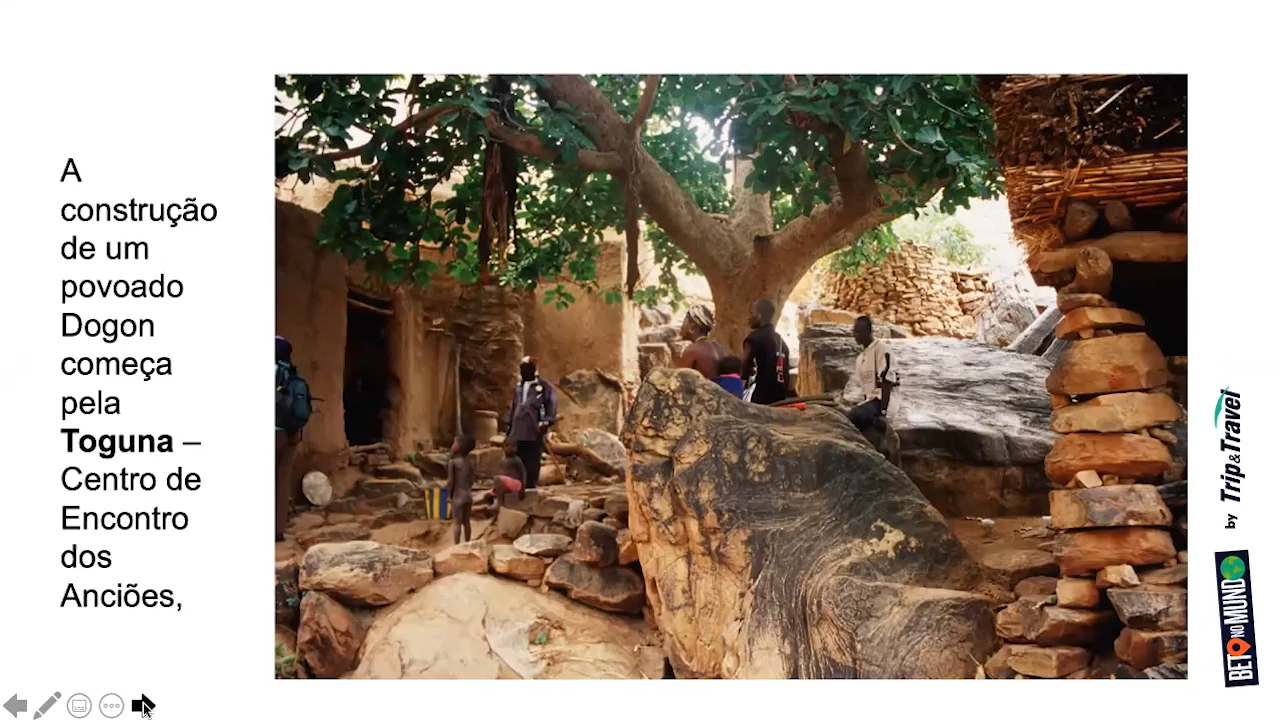 A
construção
de um
povoado
Dogon
começa
pela
Toguna –
Centro de
Encontro
dos
Anciões,
by Trip&Travel
BETO NO MUNDO